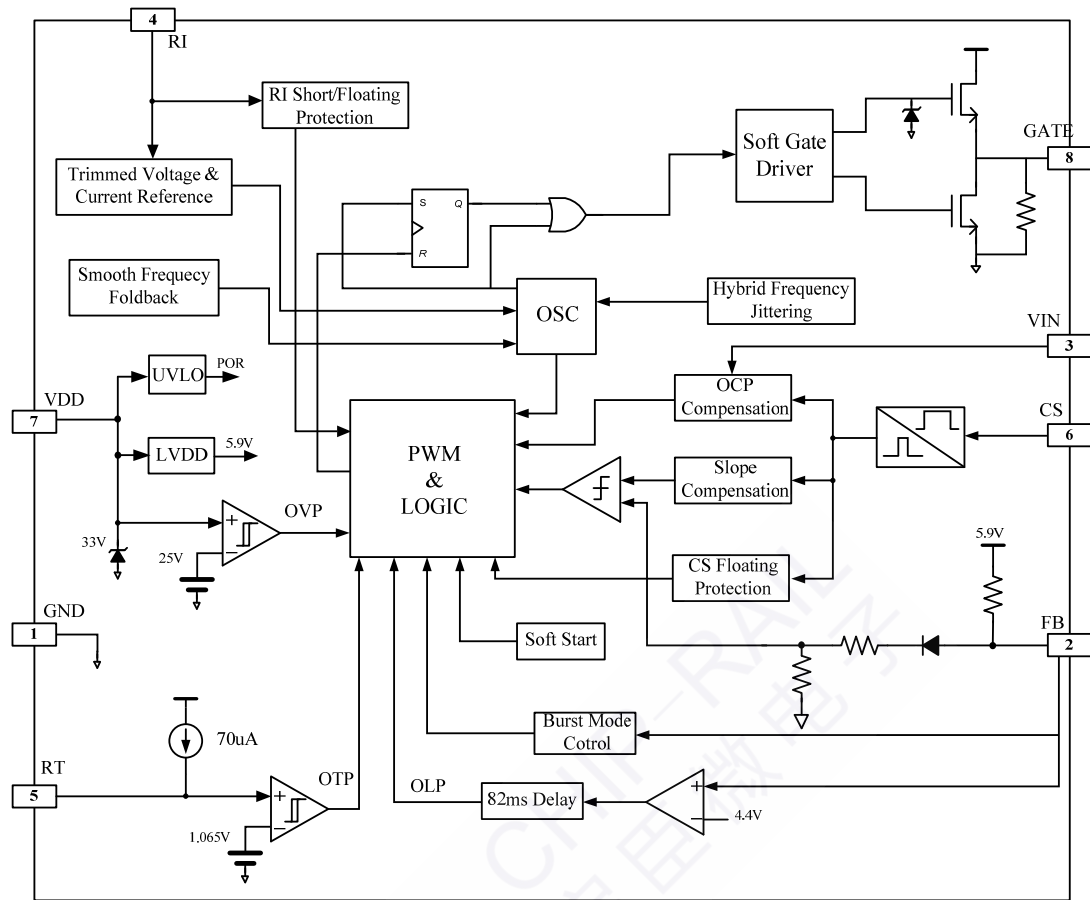 4
RI
RI Short/Floating
Protection
Trimmed Voltage &
Current Reference
Smooth Frequecy
Foldback
S
Q
R
OSC
Hybrid Frequency
Jittering
Soft Gate
Driver
GATE
8
VIN
3
CS
6
OCP
Compensation
Slope
Compensation
CS Floating
Protection
5.9V
FB
2
VDD
7
UVLO
POR
LVDD
5.9V
33V
25V
+
−
OVP
PWM
&
LOGIC
GND
1
Soft Start
Burst Mode
Cotrol
RT
5
70uA
1.065V
+
−
OTP
OLP
82ms Delay
+
−
4.4V
CHIP-RAIL